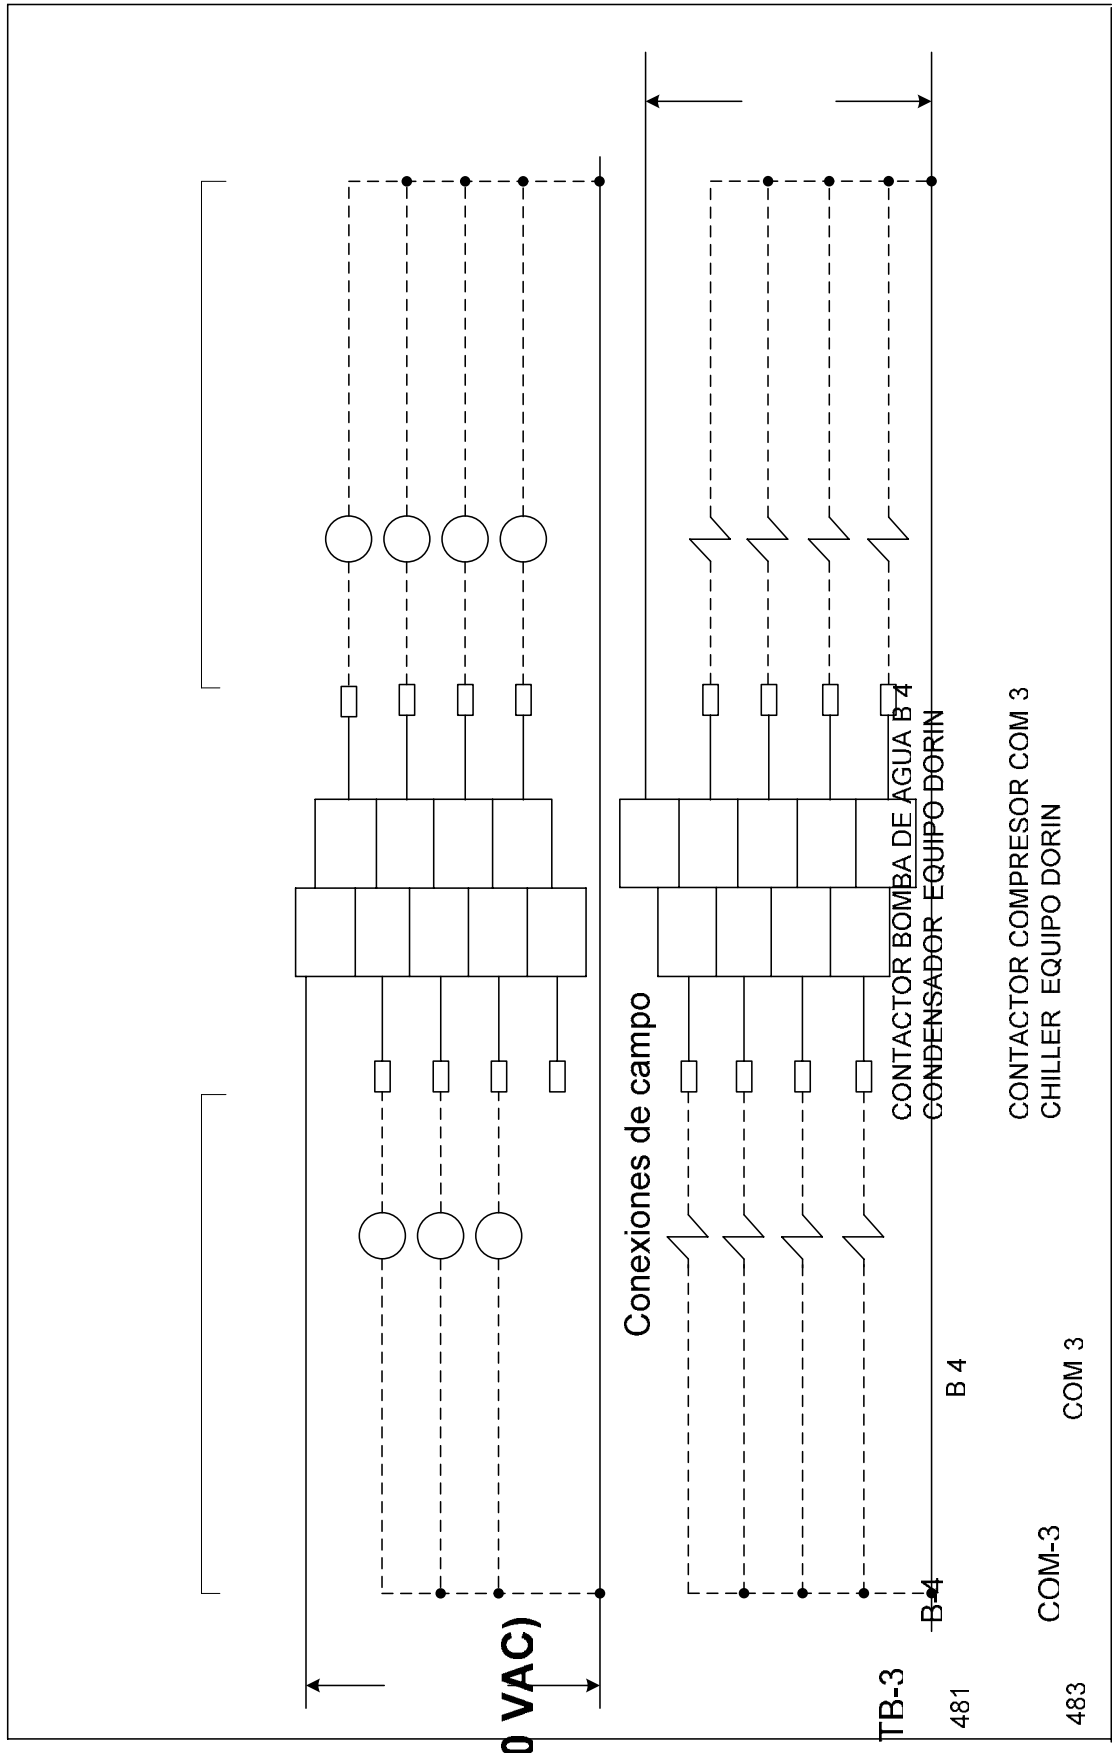 0 VAC)
Conexiones de campo
TB-3
481
B-4
B 4
CONTACTOR BOMBA DE AGUA B 4
CONDENSADOR EQUIPO DORIN
483
COM-3
COM 3
CONTACTOR COMPRESOR COM 3
CHILLER EQUIPO DORIN